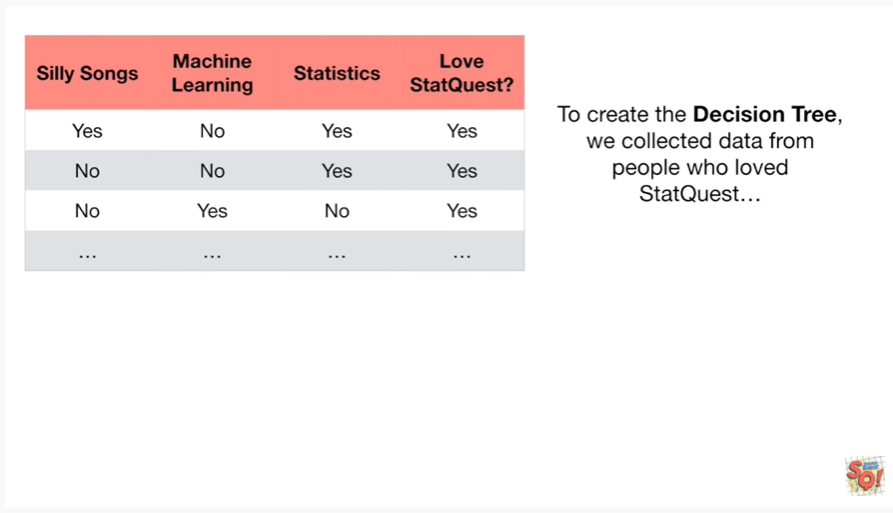 Silly Songs Machine Learning Statistics Love StatQuest?
Yes No Yes Yes
No No Yes Yes
No Yes No Yes
… … … …
To create the Decision Tree,
we collected data from
people who loved
StatQuest…
SQ!